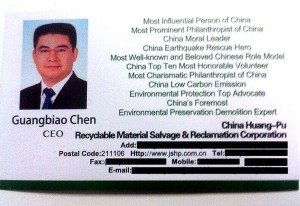 Most Influential Person of China
Most Prominent Philanthropist of China
China Moral Leader
China Earthquake Rescue Hero
Most Well-known and Beloved Chinese Role Model
China Top Ten Most Honorable Volunteer
Most Charismatic Philanthropist of China
China Low Carbon Emission
Environmental Protection Top Advocate
China's Foremost
Environmental Preservation Demolition Expert
Guangbiao Chen
CEO
China Huang-Pu
Recyclable Material Salvage & Reclamation Corporation
Add:
Postal Code:211106 Http://www.jshp.com.cn Tel:
Fax: Mobile:
E-mail: